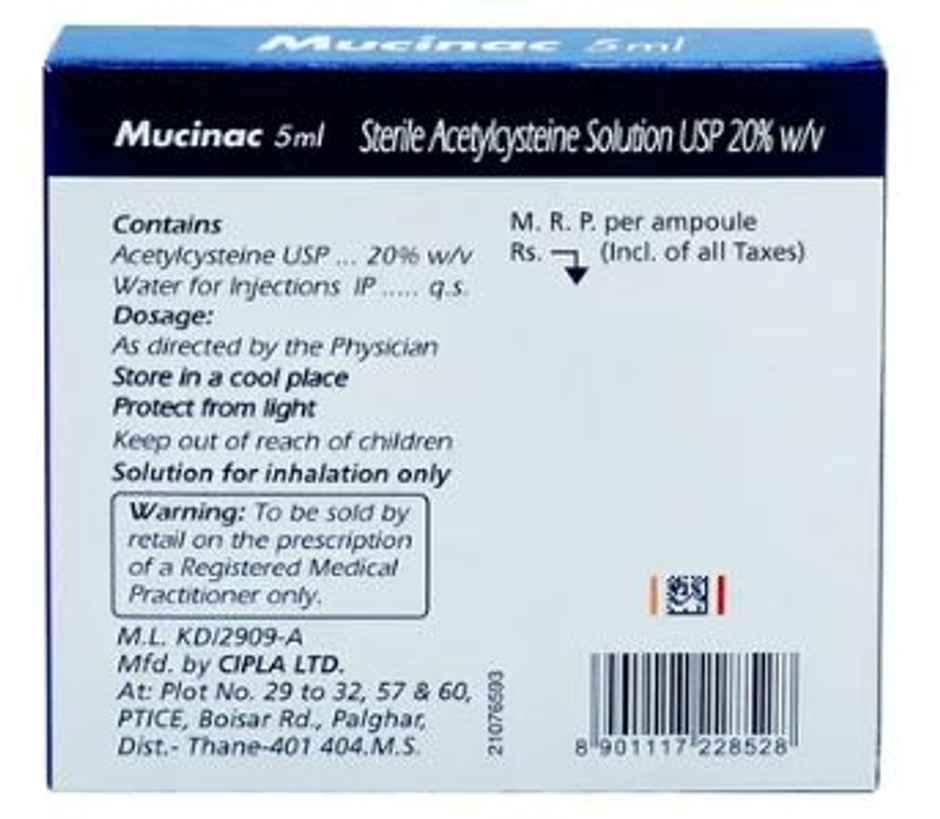 Mucinac 5ml
Mucinac 5ml Sterile Acetylcysteine Solution USP 20% w/v
Contains
Acetylcysteine USP ... 20% w/v
Water for Injections IP ..... q.s.
Dosage:
As directed by the Physician
Store in a cool place
Protect from light
Keep out of reach of children
Solution for inhalation only
Warning: To be sold by
retail on the prescription
of a Registered Medical
Practitioner only.
M.L. KD/2909-A
Mfd. by CIPLA LTD.
At: Plot No. 29 to 32, 57 & 60,
PTICE, Boisar Rd., Palghar,
Dist.- Thane-401 404.M.S.
M. R. P. per ampoule
Rs. (Incl. of all Taxes)
21076593
8 901117 228528